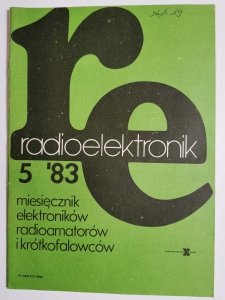 re
radioelektronik
5 '83
miesięcznik
elektroników
radioamatorów
i krótkofalowców